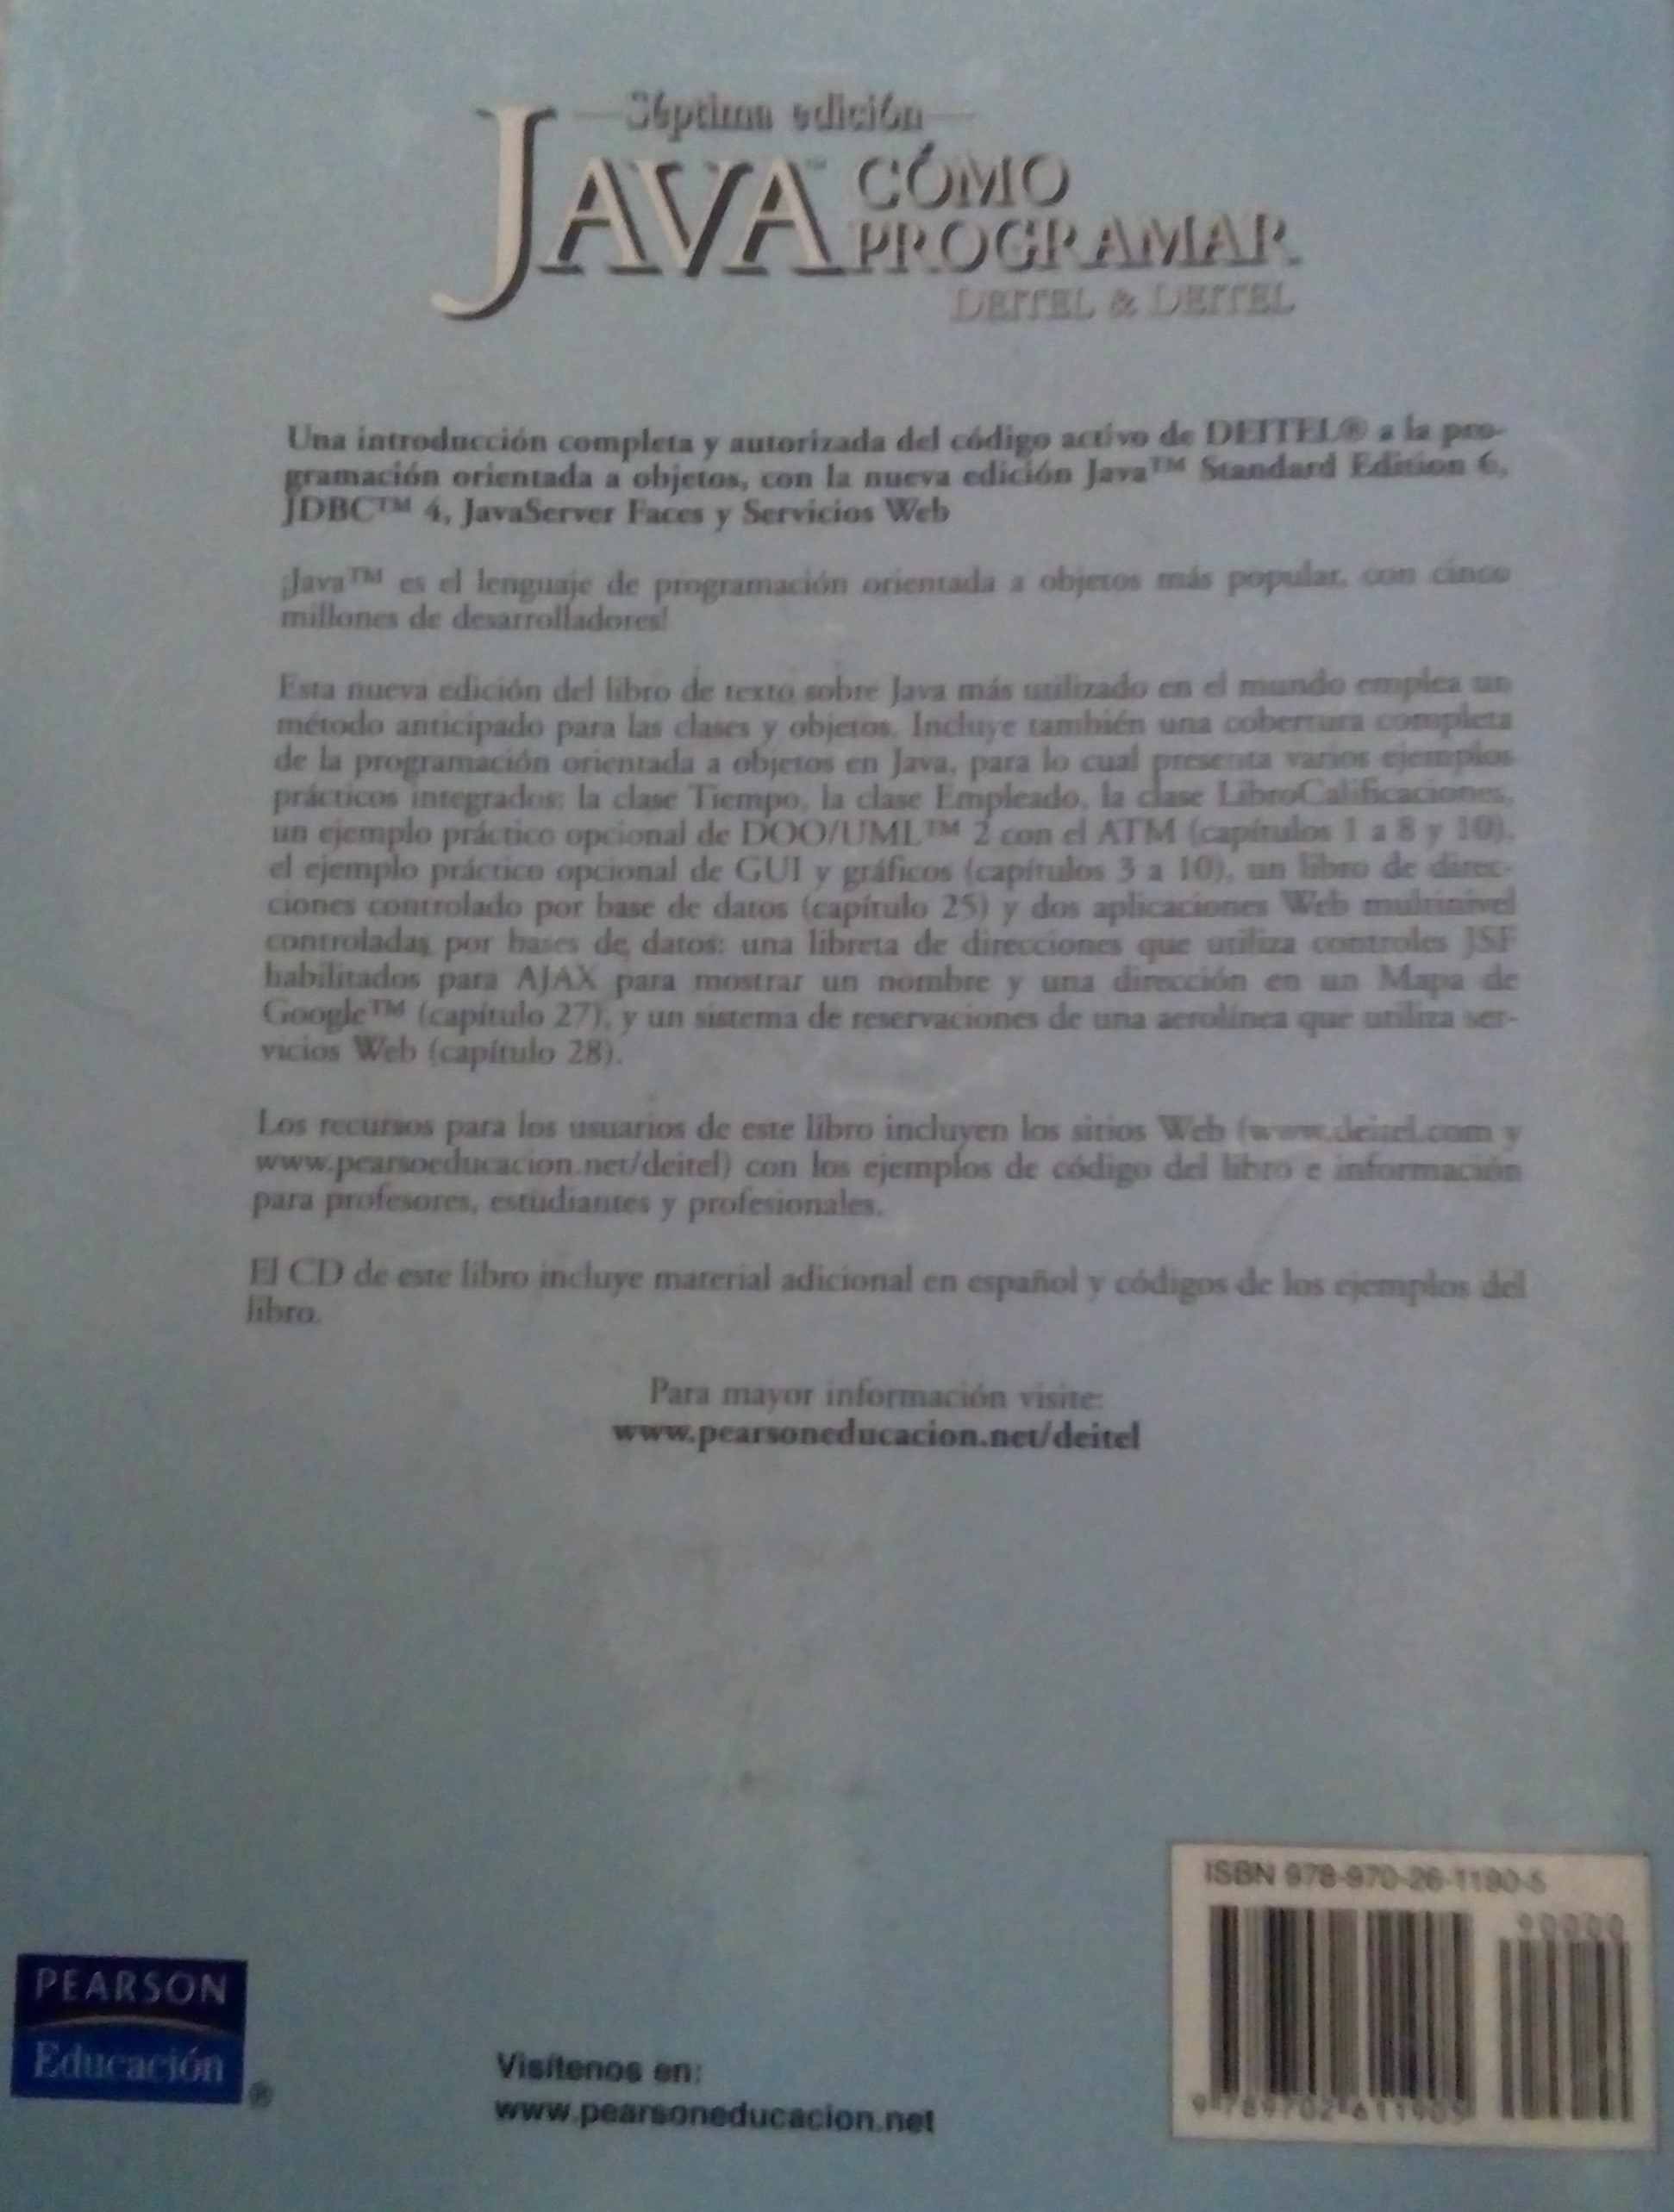 Séptima edición
JAVA™ CÓMO
PROGRAMAR
DEITEL & DEITEL
Una introducción completa y autorizada del código activo de DEITEL® a la pro-
gramación orientada a objetos, con la nueva edición Java™ Standard Edition 6,
JDBC™ 4, JavaServer Faces y Servicios Web
¡Java™ es el lenguaje de programación orientada a objetos más popular, con cinco
millones de desarrolladores!
Esta nueva edición del libro de texto sobre Java más utilizado en el mundo emplea un
método anticipado para las clases y objetos. Incluye también una cobertura completa
de la programación orientada a objetos en Java, para lo cual presenta varios ejemplos
prácticos integrados: la clase Tiempo, la clase Empleado, la clase LibroCalificaciones,
un ejemplo práctico opcional de DOO/UML™ 2 con el ATM (capítulos 1 a 8 y 10),
el ejemplo práctico opcional de GUI y gráficos (capítulos 3 a 10), un libro de direc-
ciones controlado por base de datos (capítulo 25) y dos aplicaciones Web multinivel
controladas por bases de datos: una libreta de direcciones que utiliza controles JSF
habilitados para AJAX para mostrar un nombre y una dirección en un Mapa de
Google™ (capítulo 27), y un sistema de reservaciones de una aerolínea que utiliza ser-
vicios Web (capítulo 28).
Los recursos para los usuarios de este libro incluyen los sitios Web (www.deitel.com y
www.pearsoeducacion.net/deitel) con los ejemplos de código del libro e información
para profesores, estudiantes y profesionales.
El CD de este libro incluye material adicional en español y códigos de los ejemplos del
libro.
Para mayor información visite:
www.pearsoneducacion.net/deitel
ISBN 978-970-26-1190-5
90000
9 789702 611905
PEARSON
Educación
®
Visítenos en:
www.pearsoneducacion.net